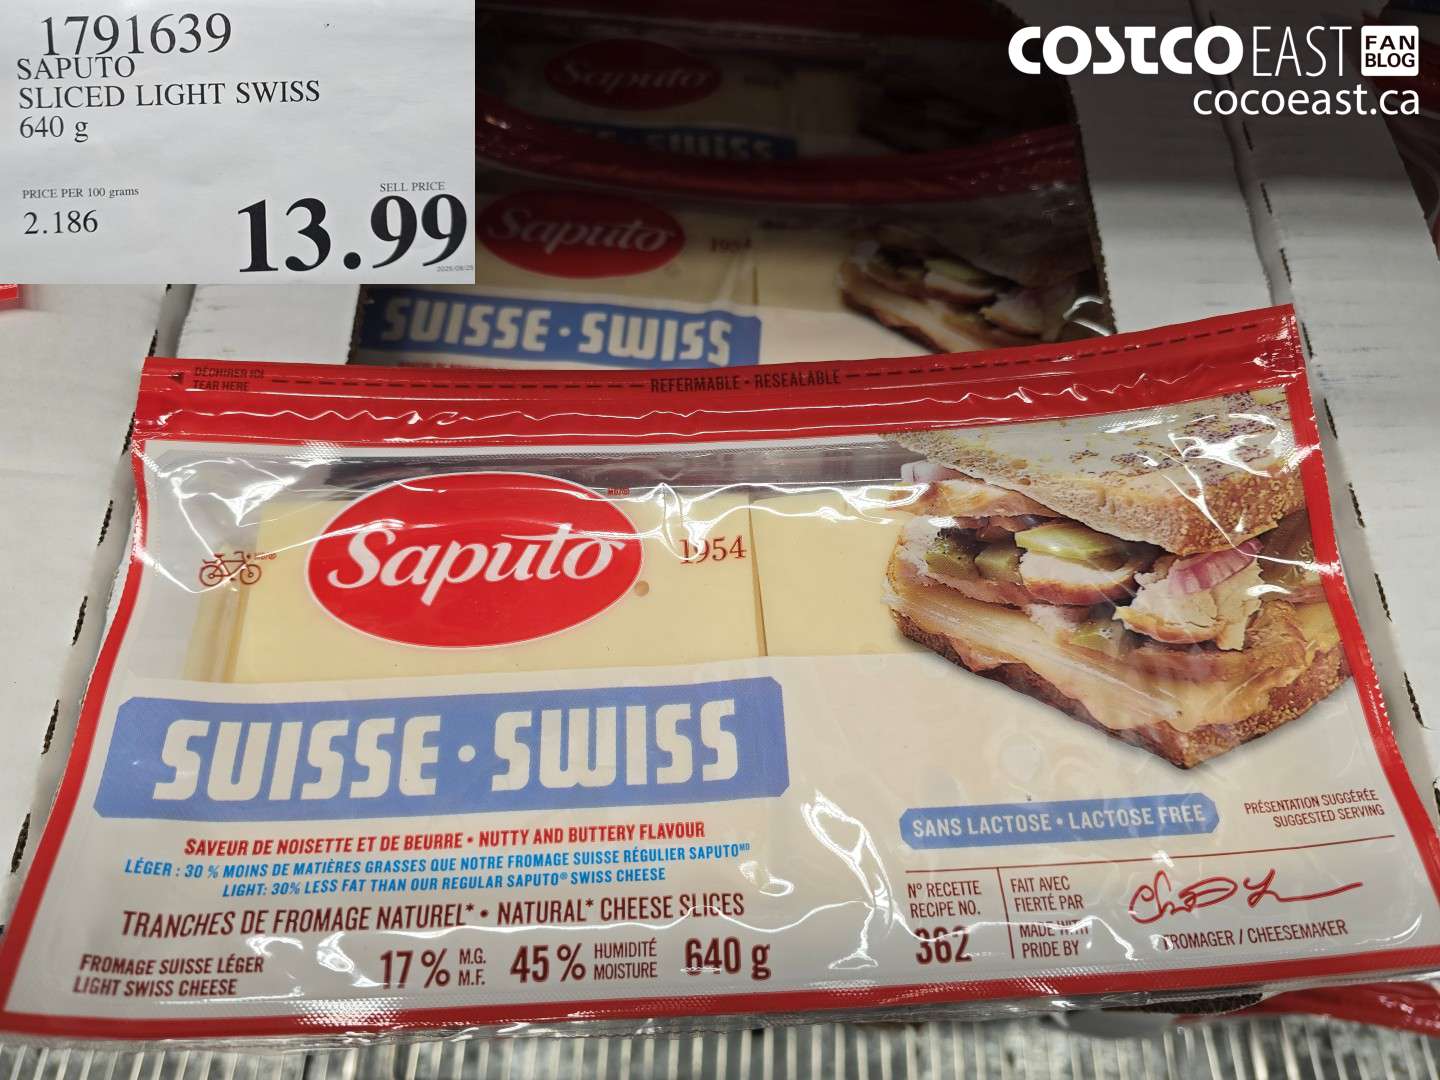 1791639
SAPUTO
SLICED LIGHT SWISS
640 g
PRICE PER 100 grams
2.186
SELL PRICE
13.99
COSTCO EAST FAN BLOG
cocoeast.ca
Saputo
SUISSE
Saputo 1954
SUISSE • SWISS
DÉCHIRER ICI
TEAR HERE
REFERMABLE • RESEALABLE
Saputo
1954
SUISSE • SWISS
SAVEUR DE NOISETTE ET DE BEURRE • NUTTY AND BUTTERY FLAVOUR
LÉGER : 30 % MOINS DE MATIÈRES GRASSES QUE NOTRE FROMAGE SUISSE RÉGULIER SAPUTO MD
LIGHT: 30% LESS FAT THAN OUR REGULAR SAPUTO® SWISS CHEESE
TRANCHES DE FROMAGE NATUREL* • NATURAL* CHEESE SLICES
FROMAGE SUISSE LÉGER
LIGHT SWISS CHEESE
17 % M.G.
M.F.
45 % HUMIDITÉ
MOISTURE
640 g
SANS LACTOSE • LACTOSE FREE
PRÉSENTATION SUGGÉRÉE
SUGGESTED SERVING
N° RECETTE
RECIPE NO.
362
FAIT AVEC
FIERTÉ PAR
MADE WITH
PRIDE BY
FROMAGER / CHEESEMAKER